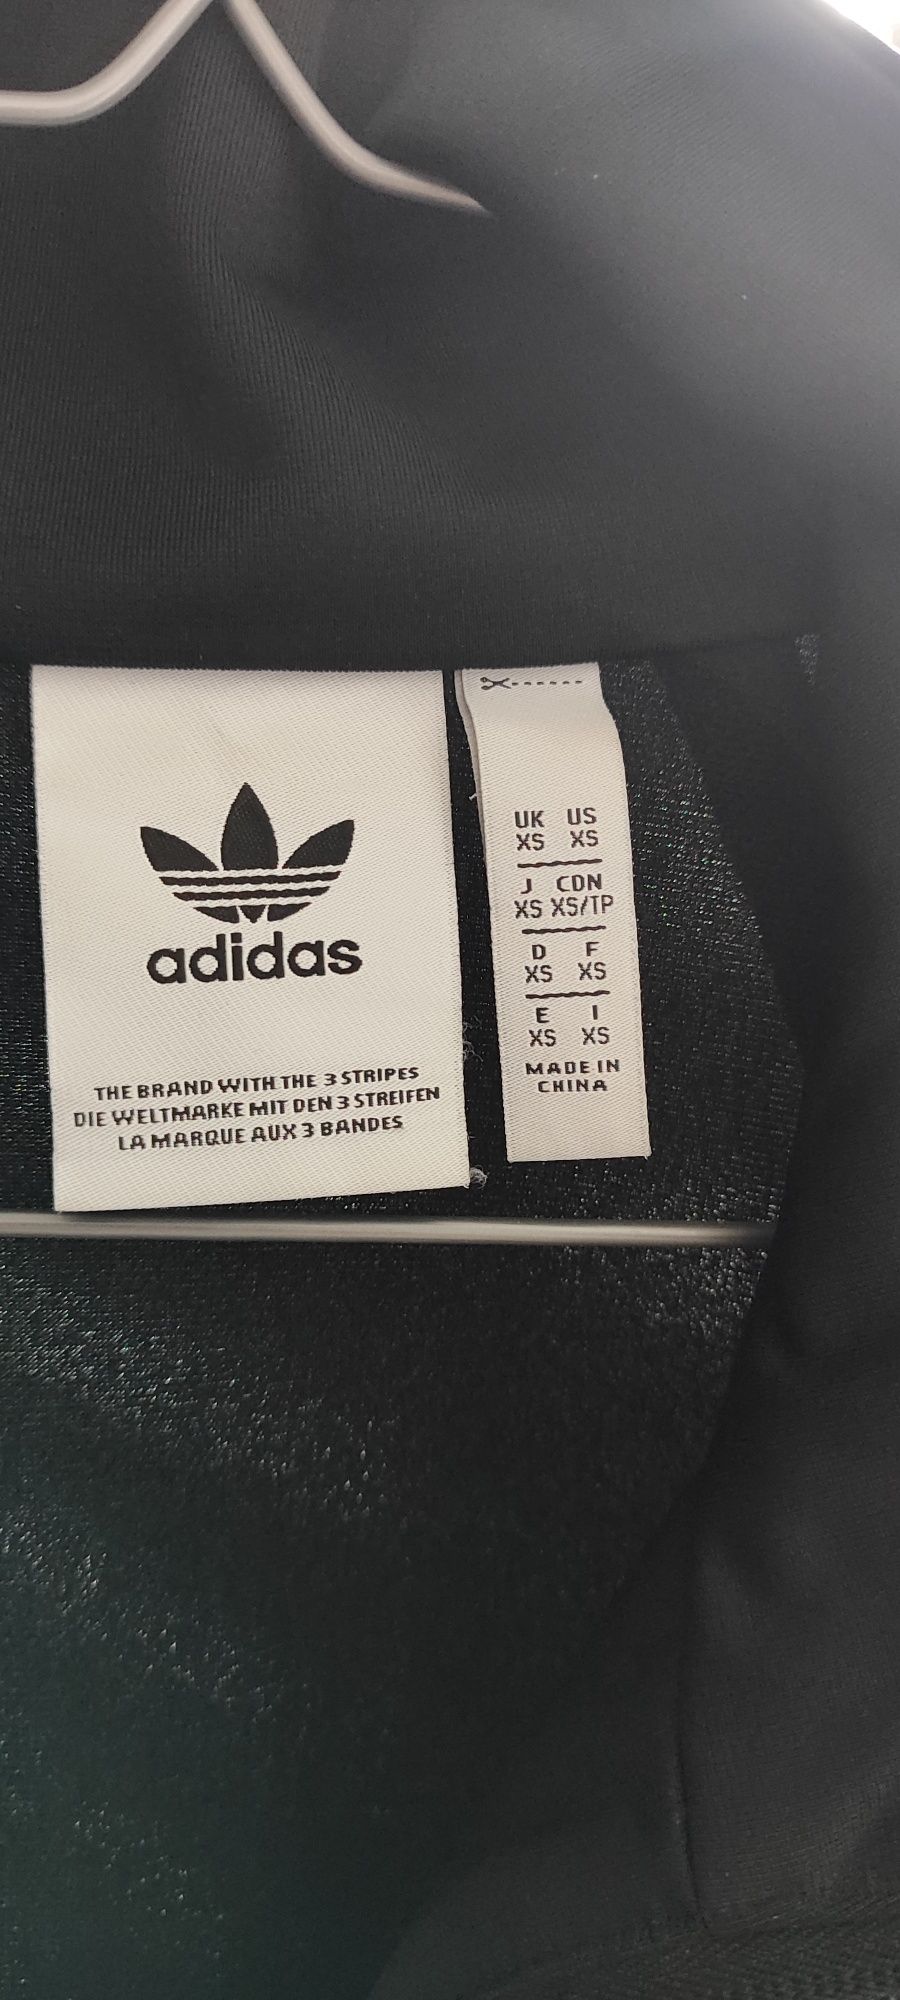 adidas
THE BRAND WITH THE 3 STRIPES
DIE WELTMARKE MIT DEN 3 STREIFEN
LA MARQUE AUX 3 BANDES
UK US
XS XS
J CDN
XS XS/TP
D F
XS XS
E I
XS XS
MADE IN
CHINA